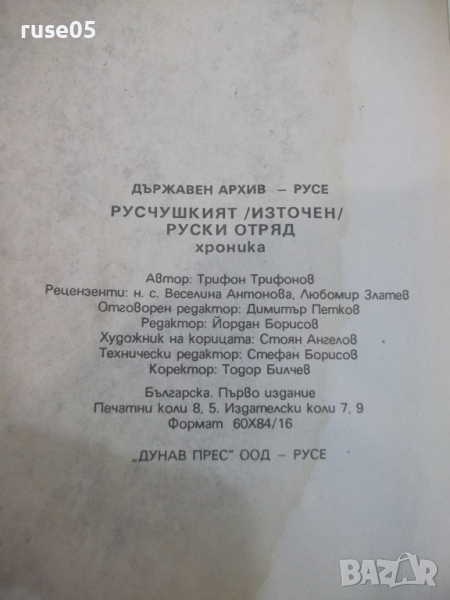 ruse05
ДЪРЖАВЕН АРХИВ – РУСЕ
РУСЧУШКИЯТ /ИЗТОЧЕН/
РУСКИ ОТРЯД
хроника
Автор: Трифон Трифонов
Рецензенти: н. с. Веселина Антонова, Любомир Златев
Отговорен редактор: Димитър Петков
Редактор: Йордан Борисов
Художник на корицата: Стоян Ангелов
Технически редактор: Стефан Борисов
Коректор: Тодор Билчев
Българска. Първо издание
Печатни коли 8, 5. Издателски коли 7, 9
Формат 60X84/16
„ДУНАВ ПРЕС" ООД – РУСЕ
BAZAR